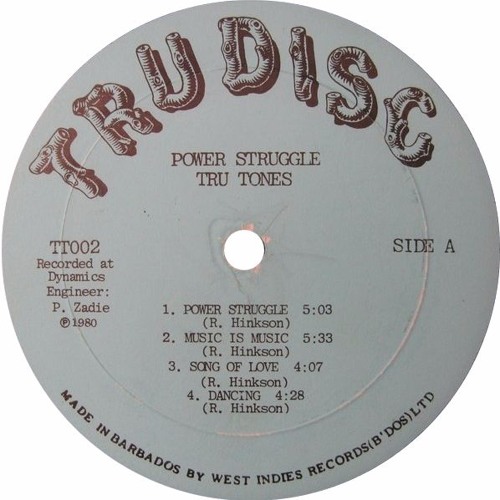 TRU DISC
POWER STRUGGLE
TRU TONES
TT002
Recorded at
Dynamics
Engineer:
P. Zadie
℗ 1980
SIDE A
1. POWER STRUGGLE 5:03
(R. Hinkson)
2. MUSIC IS MUSIC 5:33
(R. Hinkson)
3. SONG OF LOVE 4:07
(R. Hinkson)
4. DANCING 4:28
(R. Hinkson)
MADE IN BARBADOS BY WEST INDIES RECORDS (B'DOS) LTD